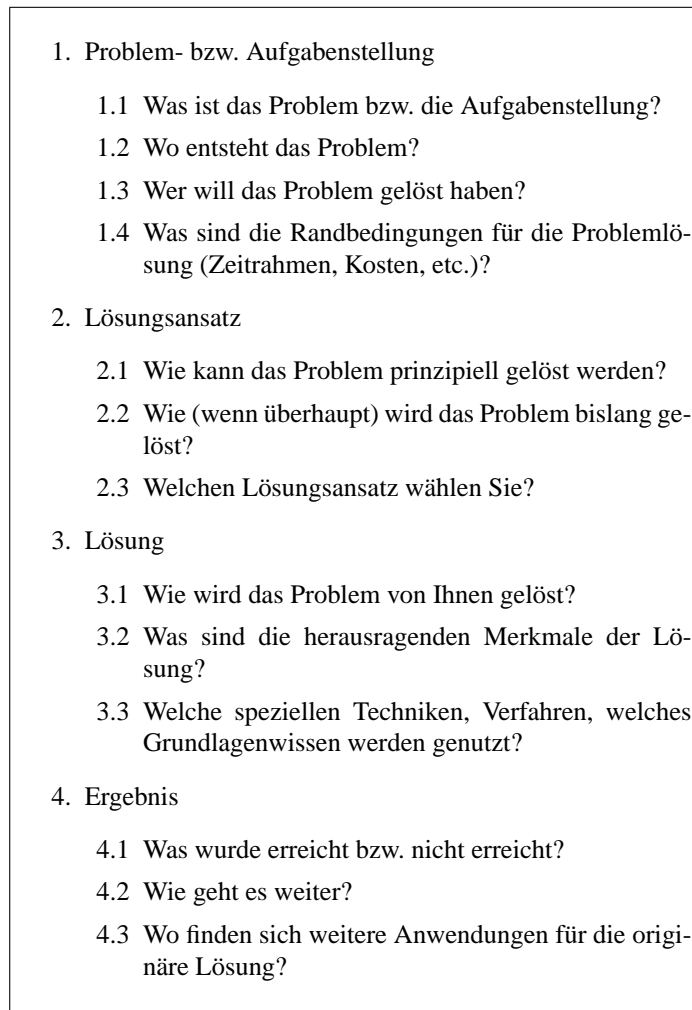 1. Problem- bzw. Aufgabenstellung
1.1 Was ist das Problem bzw. die Aufgabenstellung?
1.2 Wo entsteht das Problem?
1.3 Wer will das Problem gelöst haben?
1.4 Was sind die Randbedingungen für die Problemlö-
sung (Zeitrahmen, Kosten, etc.)?
2. Lösungsansatz
2.1 Wie kann das Problem prinzipiell gelöst werden?
2.2 Wie (wenn überhaupt) wird das Problem bislang ge-
löst?
2.3 Welchen Lösungsansatz wählen Sie?
3. Lösung
3.1 Wie wird das Problem von Ihnen gelöst?
3.2 Was sind die herausragenden Merkmale der Lö-
sung?
3.3 Welche speziellen Techniken, Verfahren, welches
Grundlagenwissen werden genutzt?
4. Ergebnis
4.1 Was wurde erreicht bzw. nicht erreicht?
4.2 Wie geht es weiter?
4.3 Wo finden sich weitere Anwendungen für die origi-
näre Lösung?